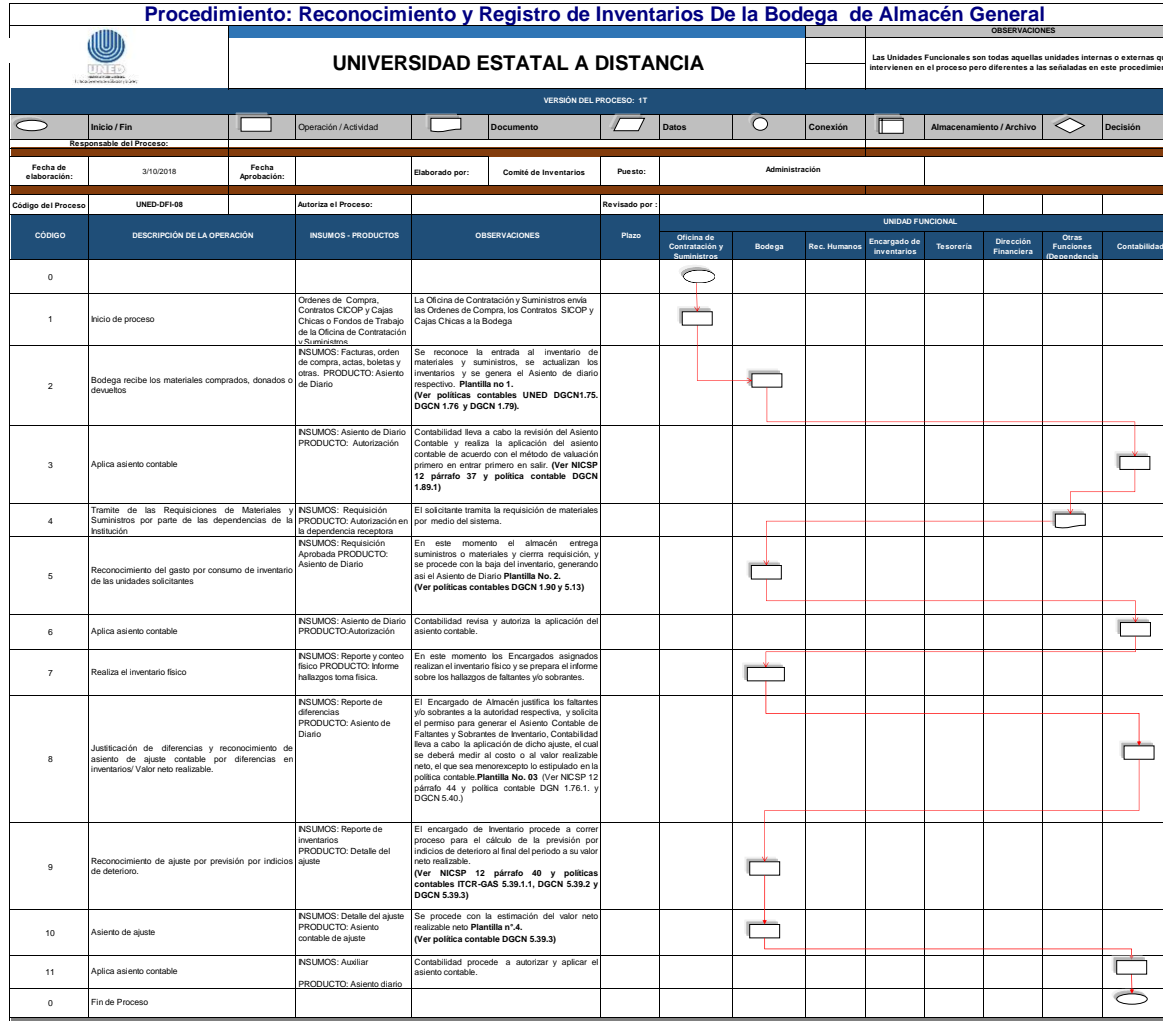 Procedimiento: Reconocimiento y Registro de Inventarios De la Bodega de Almacén General
OBSERVACIONES
UNED
UNIVERSIDAD ESTATAL A DISTANCIA
Las Unidades Funcionales son todas aquellas unidades internas o externas
intervienen en el proceso pero diferentes a las señaladas en este
VERSIÓN DEL PROCESO: 1T
Inicio / Fin
Operación / Actividad
Documento
Datos
Conexión
Almacenamiento / Archivo
Decisión
Responsable del Proceso:
Fecha de
elaboración:
3/10/2018
Fecha
Aprobación:
Elaborado por:
Comité de Inventarios
Puesto:
Administración
Código del Proceso
UNED-DFI-08
Autoriza el Proceso:
Revisado por :
CÓDIGO
DESCRIPCIÓN DE LA OPERACIÓN
INSUMOS - PRODUCTOS
OBSERVACIONES
Plazo
UNIDAD FUNCIONAL
Oficina de
Contratación y
Suministros
Bodega
Rec. Humanos
Encargado de
inventarios
Tesorería
Dirección
Financiera
Otras
Funciones
(Dependencia
Contabilidad
0
1
Inicio de proceso
Ordenes de Compra,
Contratos CICOP y Cajas
Chicas o Fondos de Trabajo
de la Oficina de Contratación
y Suministros
La Oficina de Contratación y Suministros envía
las Ordenes de Compra, los Contratos SICOP y
Cajas Chicas a la Bodega
2
Bodega recibe los materiales comprados, donados o
devueltos
INSUMOS: Facturas, orden
de compra, actas, boletas y
otras. PRODUCTO: Asiento
de Diario
Se reconoce la entrada al inventario de
materiales y suministros, se actualizan los
inventarios y se genera el Asiento de diario
respectivo. Plantilla no 1.
(Ver políticas contables UNED DGCN1.75.
DGCN 1.76 y DGCN 1.79).
3
Aplica asiento contable
INSUMOS: Asiento de Diario
PRODUCTO: Autorización
Contabilidad lleva a cabo la revisión del Asiento
Contable y realiza la aplicación del asiento
contable de acuerdo con el método de valuación
primero en entrar primero en salir. (Ver NICSP
12 párrafo 37 y política contable DGCN
1.89.1)
4
Tramite de las Requisiciones de Materiales y
Suministros por parte de las dependencias de la
Institución
INSUMOS: Requisición
PRODUCTO: Autorización en
la dependencia receptora
El solicitante tramita la requisición de materiales
por medio del sistema.
5
Reconocimiento del gasto por consumo de inventario
de las unidades solicitantes
INSUMOS: Requisición
Aprobada PRODUCTO:
Asiento de Diario
En este momento el almacén entrega
suministros o materiales y cierrra requisición, y
se procede con la baja del inventario, generando
asi el Asiento de Diario Plantilla No. 2.
(Ver políticas contables DGCN 1.90 y 5.13)
6
Aplica asiento contable
INSUMOS: Asiento de Diario
PRODUCTO:Autorización
Contabilidad revisa y autoriza la aplicación del
asiento contable.
7
Realiza el inventario físico
INSUMOS: Reporte y conteo
físico PRODUCTO: Informe
hallazgos toma fisica.
En este momento los Encargados asignados
realizan el inventario físico y se prepara el informe
sobre los hallazgos de faltantes y/o sobrantes.
8
Justificación de diferencias y reconocimiento de
asiento de ajuste contable por diferencias en
inventarios/ Valor neto realizable.
INSUMOS: Reporte de
diferencias
PRODUCTO: Asiento de
Diario
El Encargado de Almacén justifica los faltantes
y/o sobrantes a la autoridad respectiva, y solicita
el permiso para generar el Asiento Contable de
Faltantes y Sobrantes de Inventario, Contabilidad
lleva a cabo la aplicación de dicho ajuste, el cual
se deberá medir al costo o al valor realizable
neto, el que sea menorexcepto lo estipulado en la
política contable.Plantilla No. 03 (Ver NICSP 12
párrafo 44 y política contable DGN 1.76.1. y
DGCN 5.40.)
9
Reconocimiento de ajuste por previsión por indicios
de deterioro.
INSUMOS: Reporte de
inventarios
PRODUCTO: Detalle del
ajuste
El encargado de Inventario procede a correr
proceso para el cálculo de la previsión por
indicios de deterioro al final del periodo a su valor
neto realizable.
(Ver NICSP 12 párrafo 40 y políticas
contables ITCR-GAS 5.39.1.1, DGCN 5.39.2 y
DGCN 5.39.3)
10
Asiento de ajuste
INSUMOS: Detalle del ajuste
PRODUCTO: Asiento
contable de ajuste
Se procede con la estimación del valor neto
realizable neto Plantilla n°.4.
(Ver política contable DGCN 5.39.3)
11
Aplica asiento contable
INSUMOS: Auxiliar
PRODUCTO: Asiento diario
Contabilidad procede a autorizar y aplicar el
asiento contable.
0
Fin de Proceso